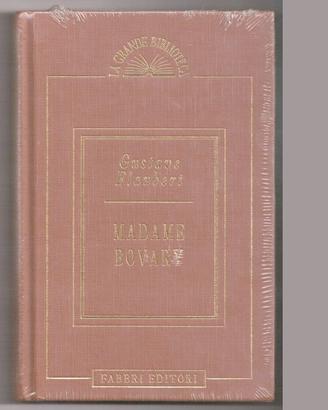 LA GRANDE BIBLIOTECA
Gustave
Flaubert
MADAME
BOVARY
FABBRI EDITORI